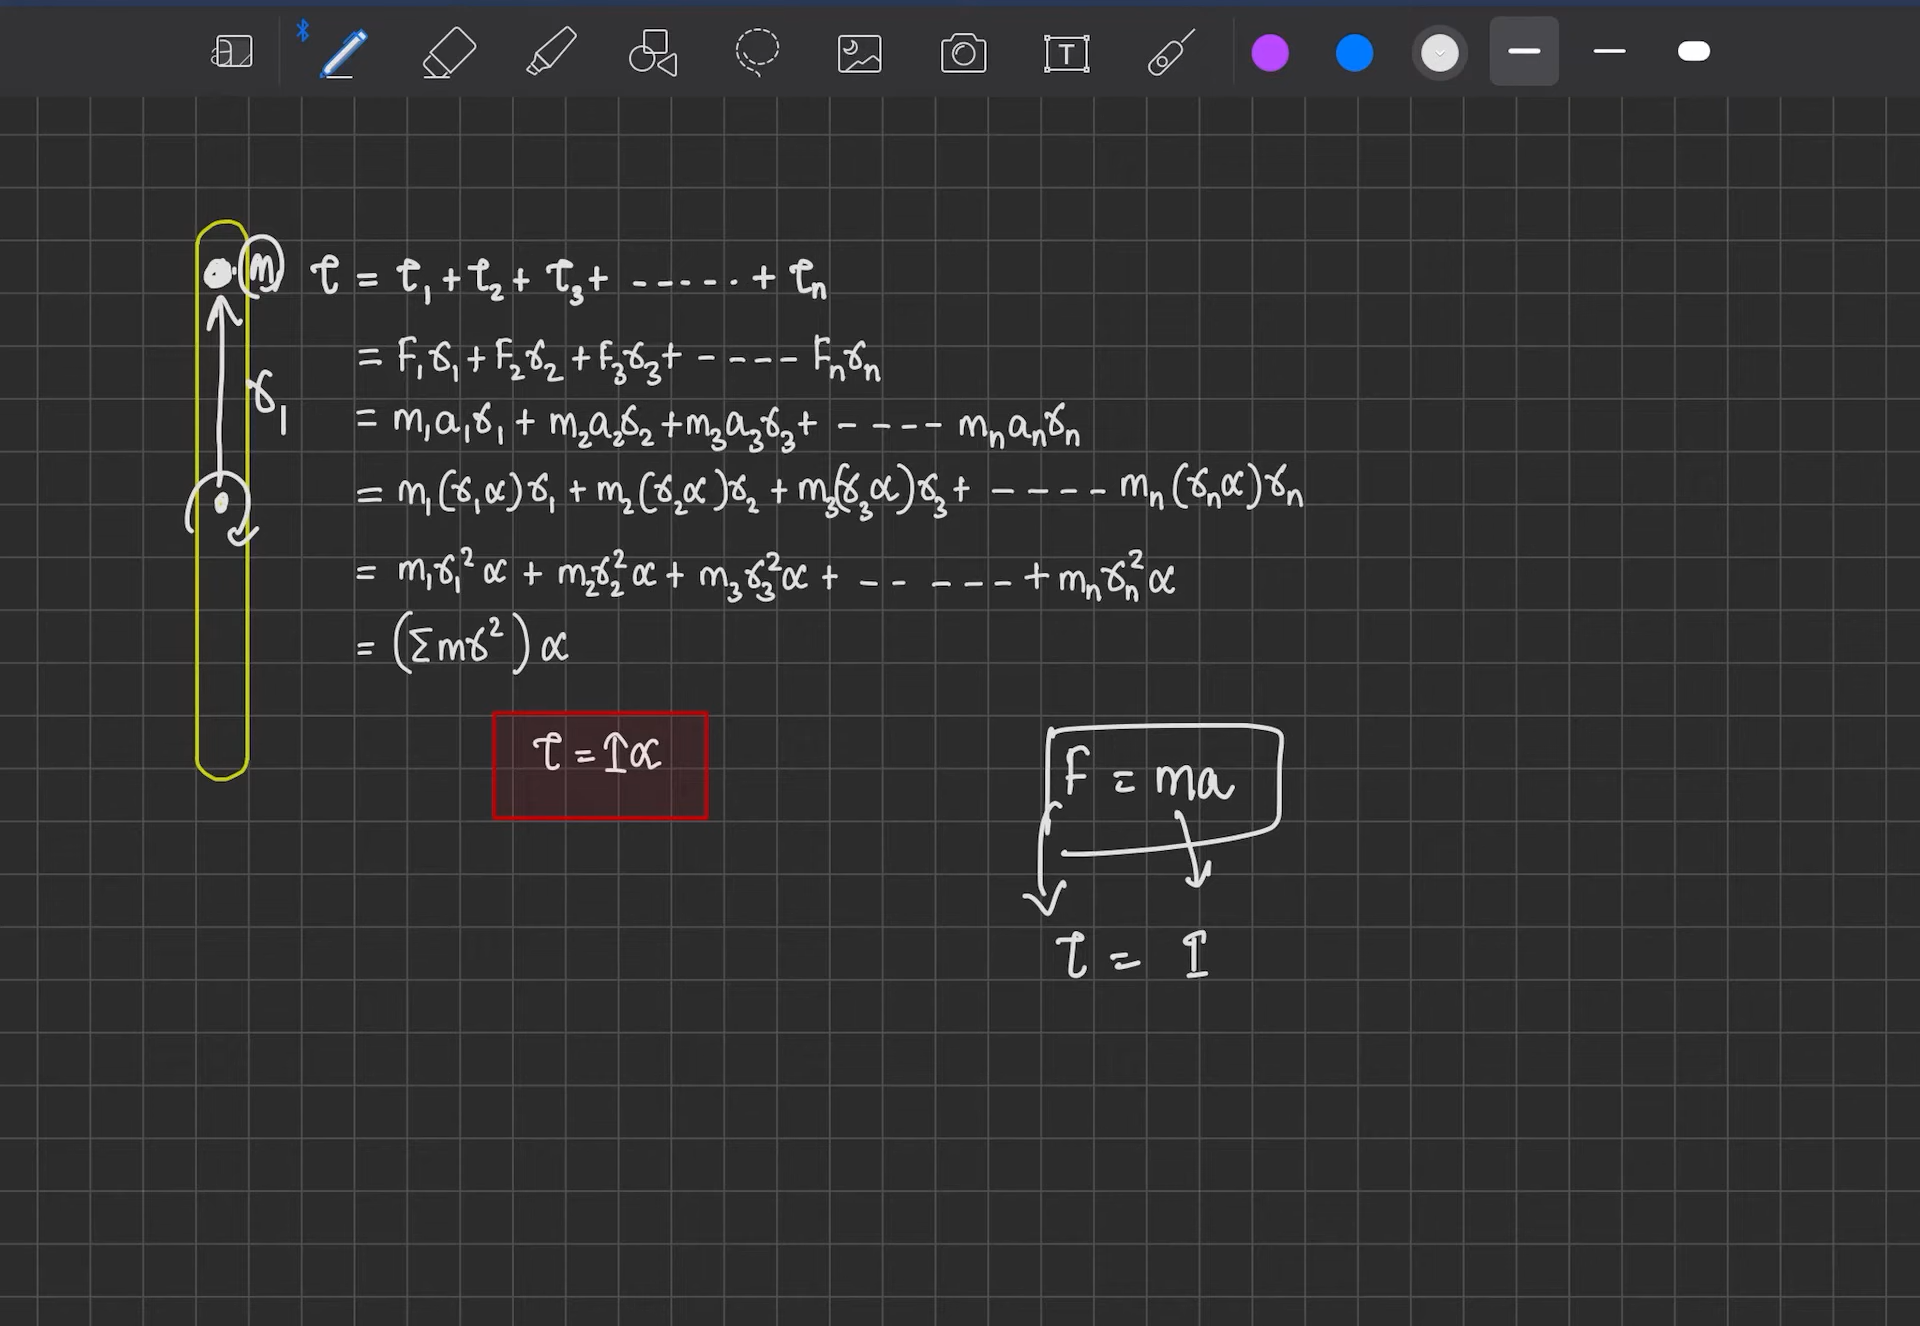 m
τ = τ₁ + τ₂ + τ₃ + ------ + τₙ
= F₁r₁ + F₂r₂ + F₃r₃ + ---- Fₙrₙ
r₁
= m₁a₁r₁ + m₂a₂r₂ + m₃a₃r₃ + ---- mₙaₙrₙ
= m₁(r₁α)r₁ + m₂(r₂α)r₂ + m₃(r₃α)r₃ + ---- mₙ(rₙα)rₙ
= m₁r₁²α + m₂r₂²α + m₃r₃²α + -- --- + mₙrₙ²α
= (Σmr²)α
τ = Iα
F = ma
τ = I